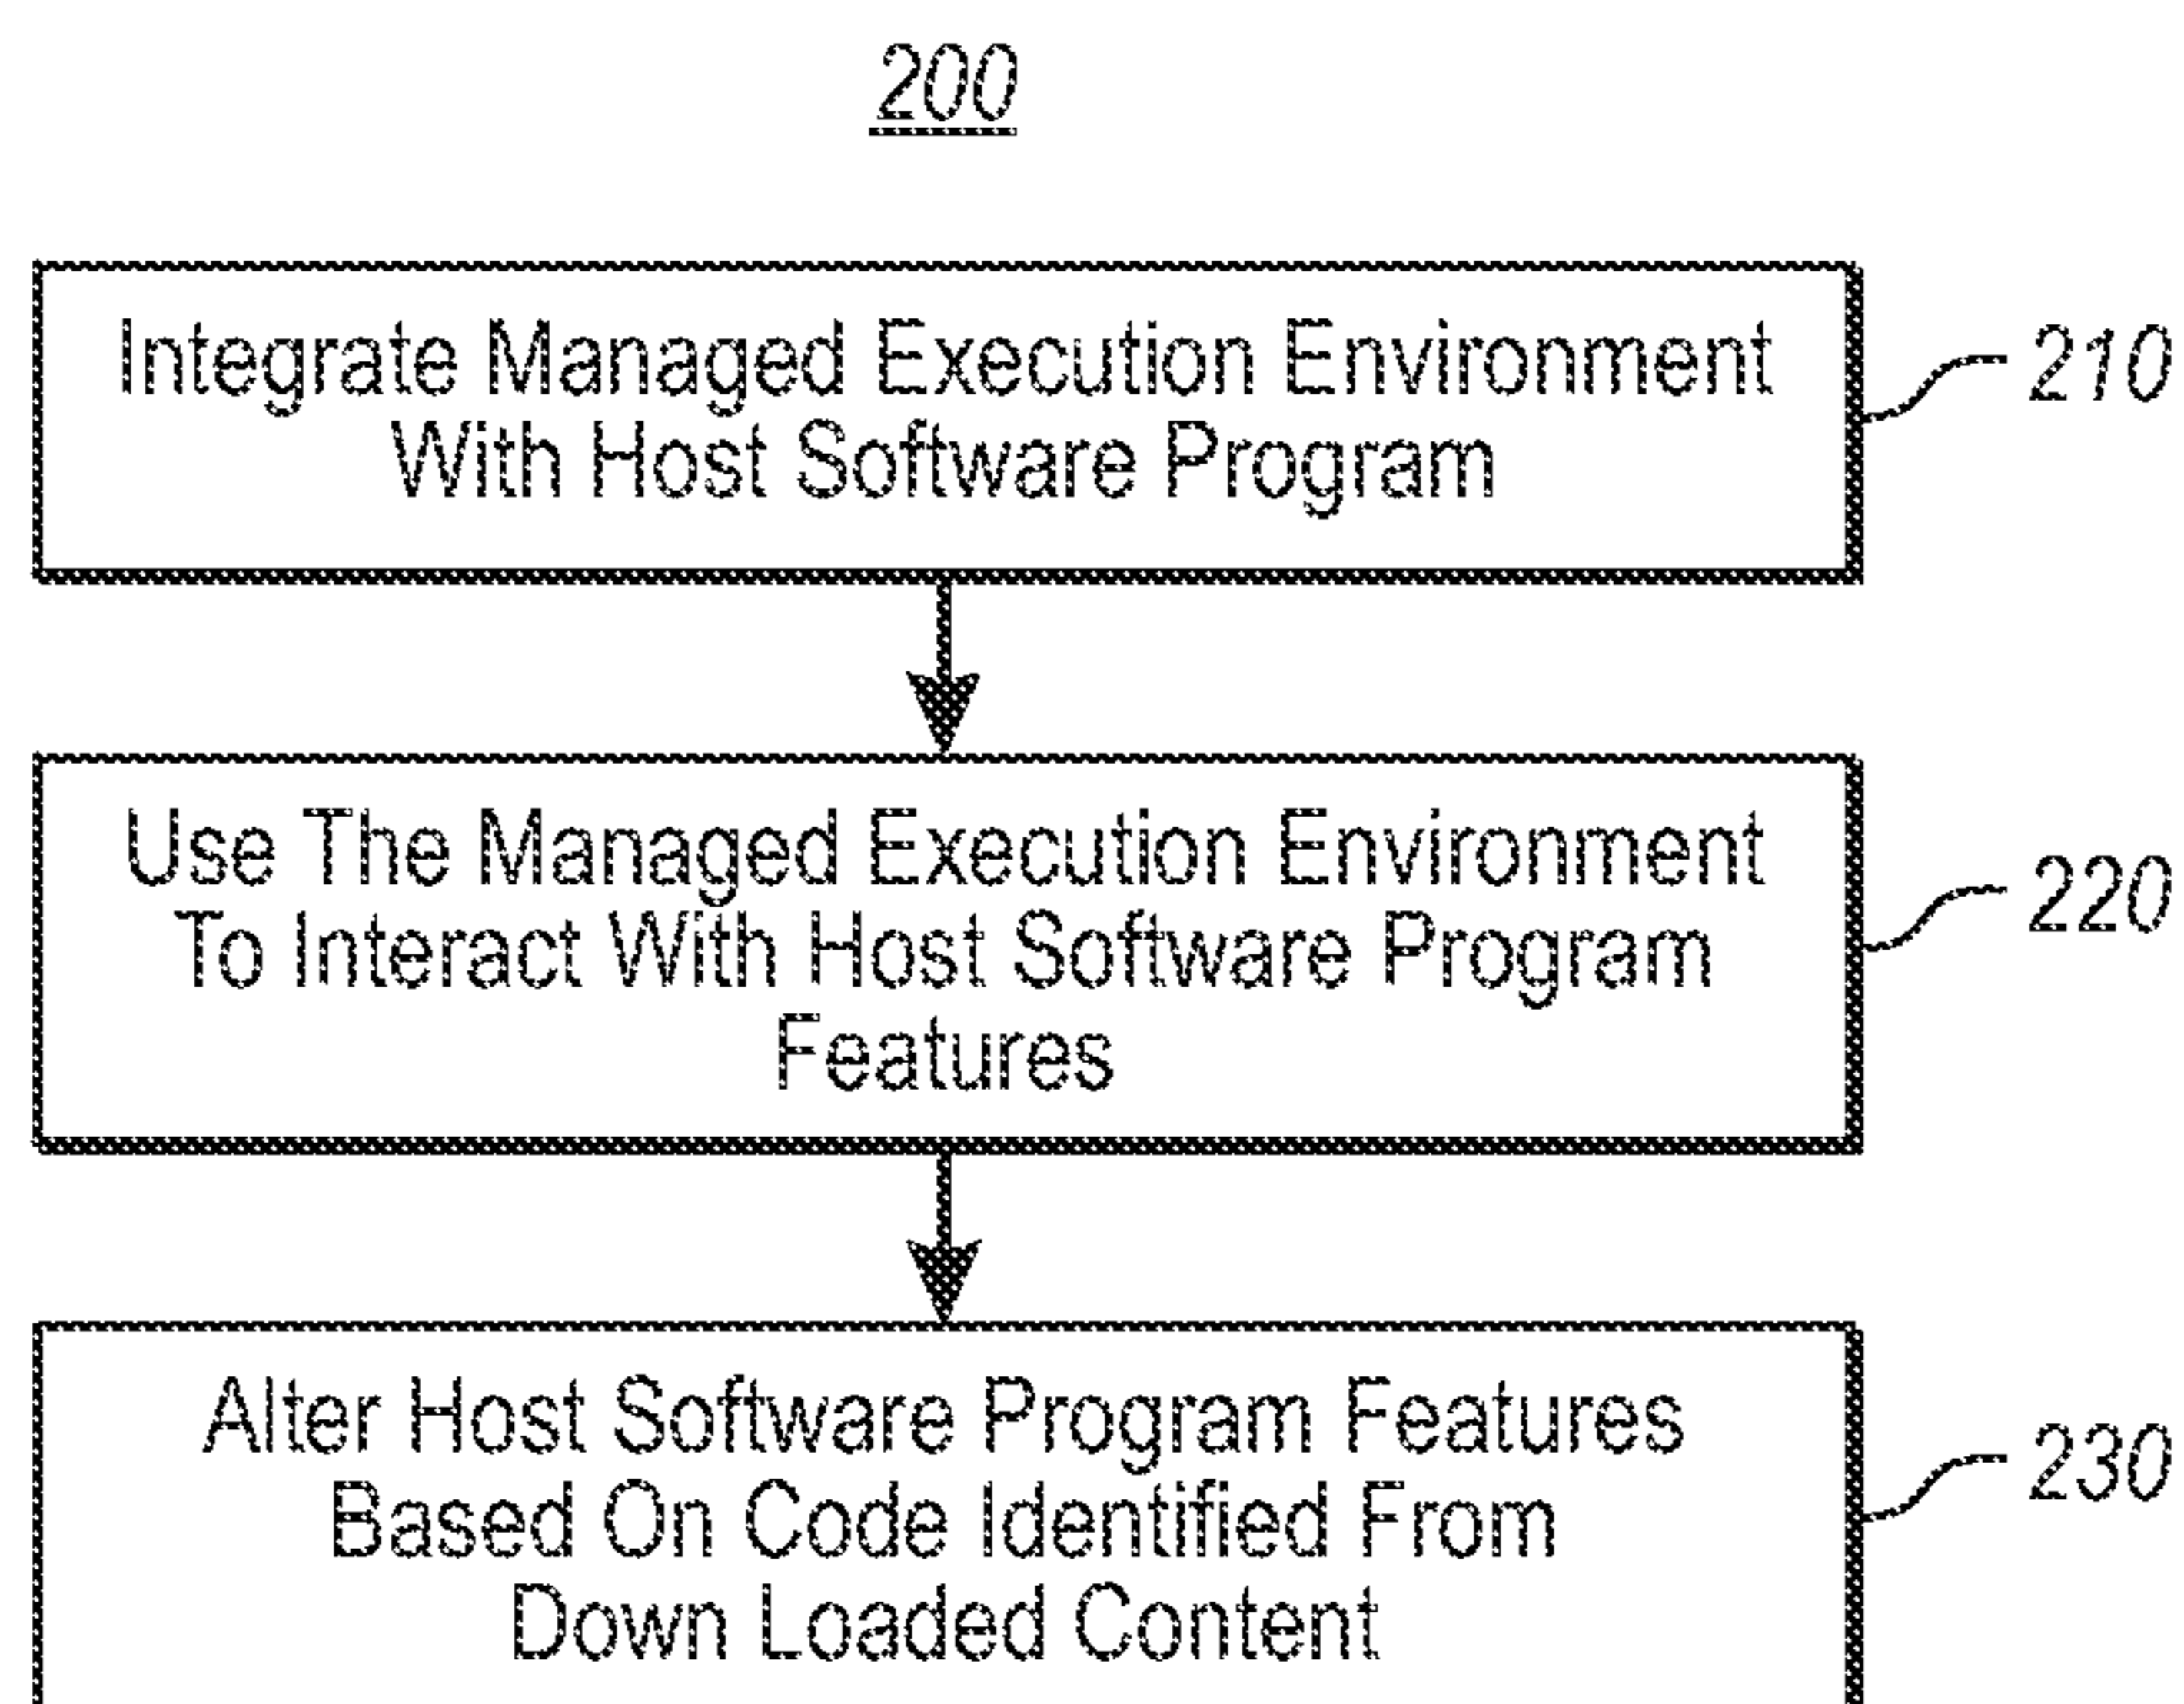 200
Integrate Managed Execution Environment
With Host Software Program
210
Use The Managed Execution Environment
To Interact With Host Software Program
Features
220
Alter Host Software Program Features
Based On Code Identified From
Down Loaded Content
230